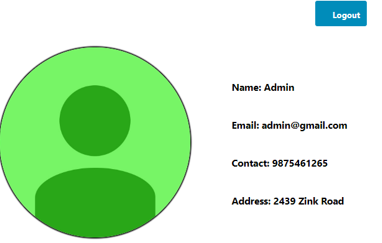 Logout
Name: Admin
Email: admin@gmail.com
Contact: 9875461265
Address: 2439 Zink Road